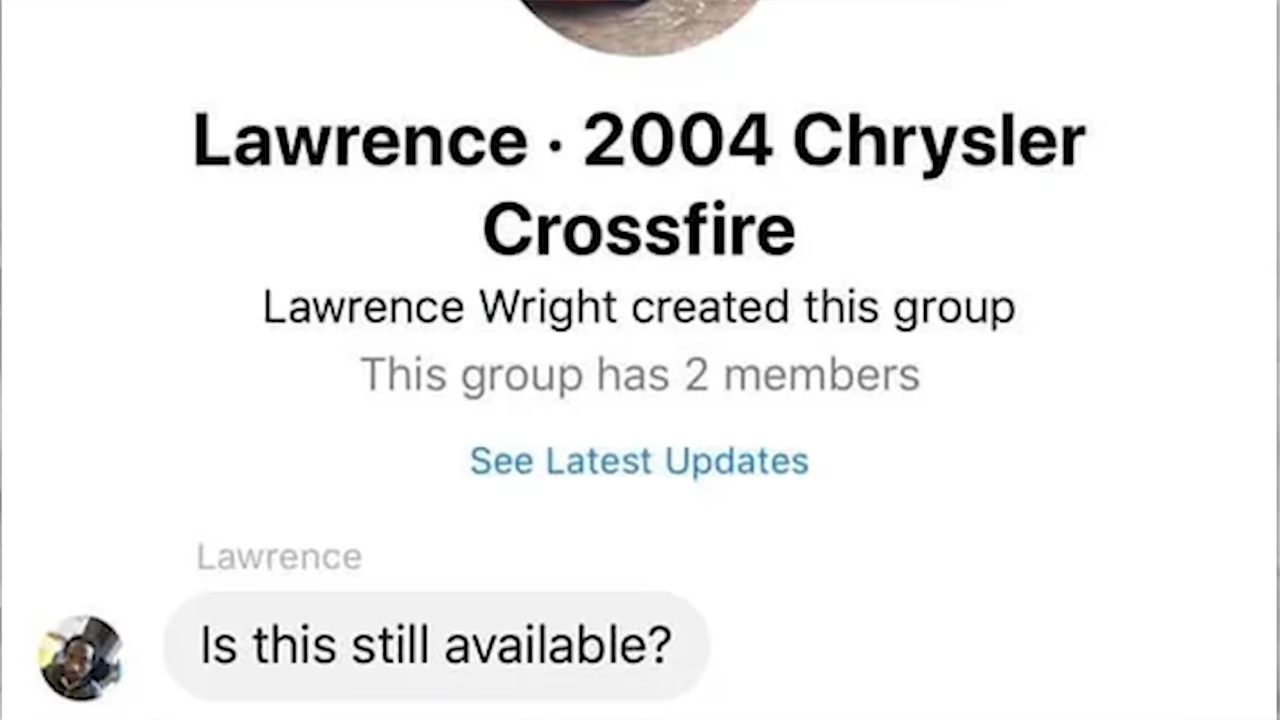 Lawrence · 2004 Chrysler
Crossfire
Lawrence Wright created this group
This group has 2 members
See Latest Updates
Lawrence
Is this still available?